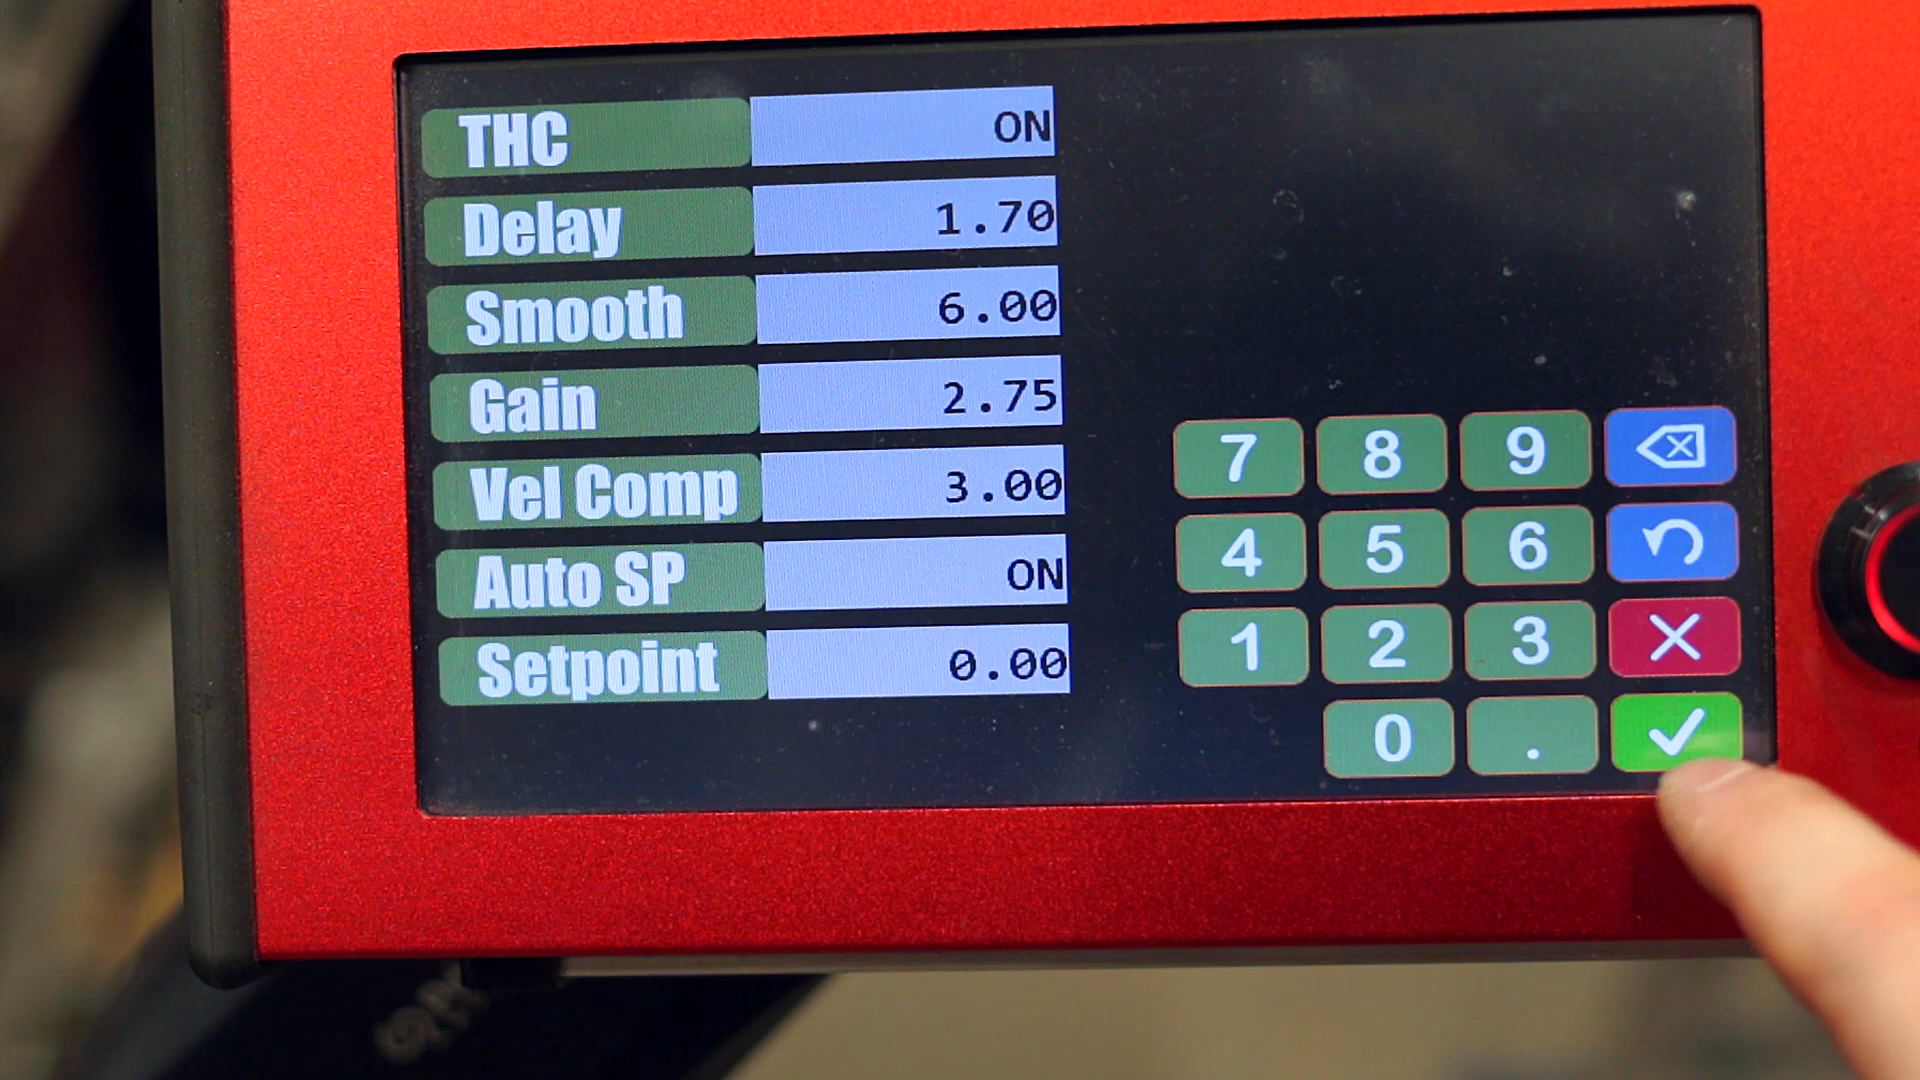 THC ON
Delay 1.70
Smooth 6.00
Gain 2.75
Vel Comp 3.00
Auto SP ON
Setpoint 0.00
7 8 9
4 5 6
1 2 3
0 .